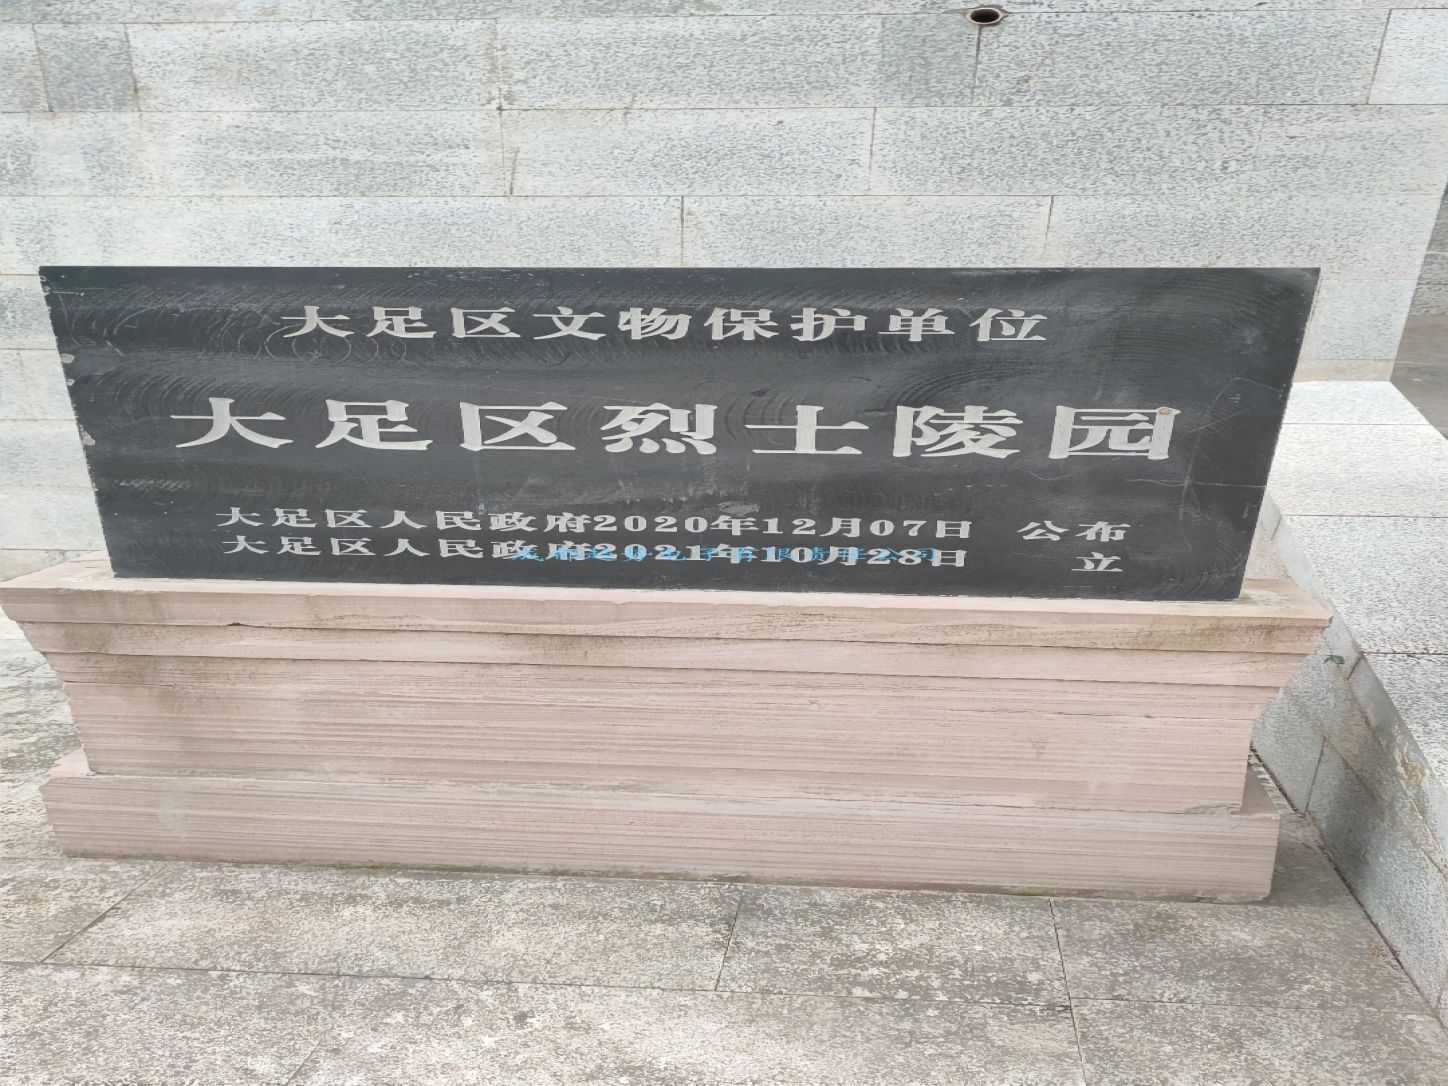 大足区文物保护单位
大足区烈士陵园
大足区人民政府2020年12月07日 公布
大足区人民政府2021年10月28日 立